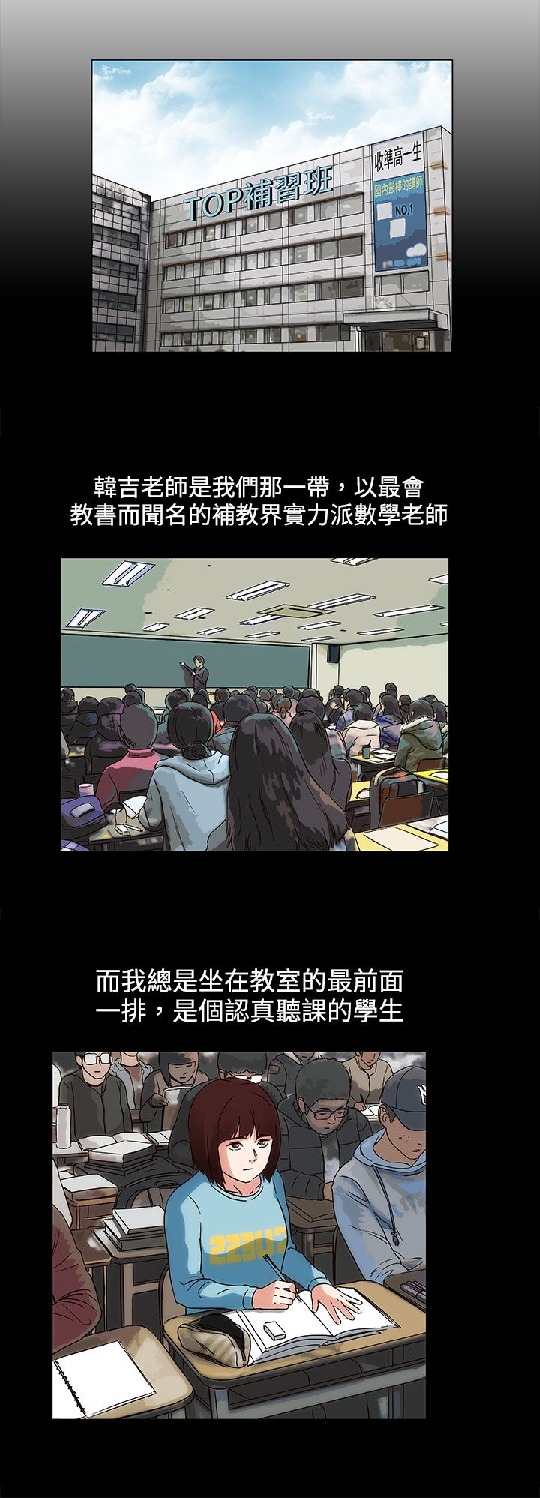 TOP補習班
收準高一生
國內最棒的講師
NO.1
韓吉老師是我們那一帶，以最會
教書而聞名的補教界實力派數學老師
而我總是坐在教室的最前面
一排，是個認真聽課的學生